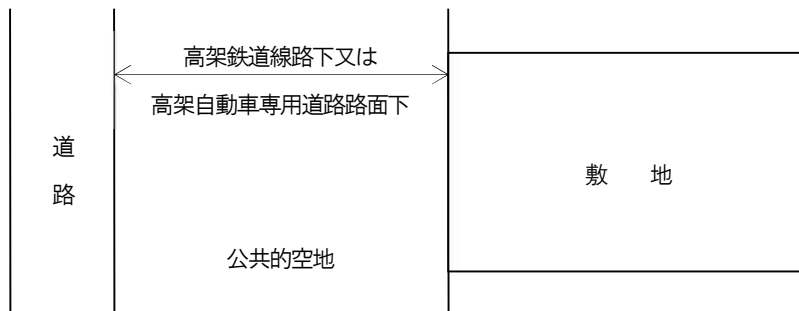 高架鉄道線路下又は
高架自動車専用道路路面下
道
路
敷　地
公共的空地